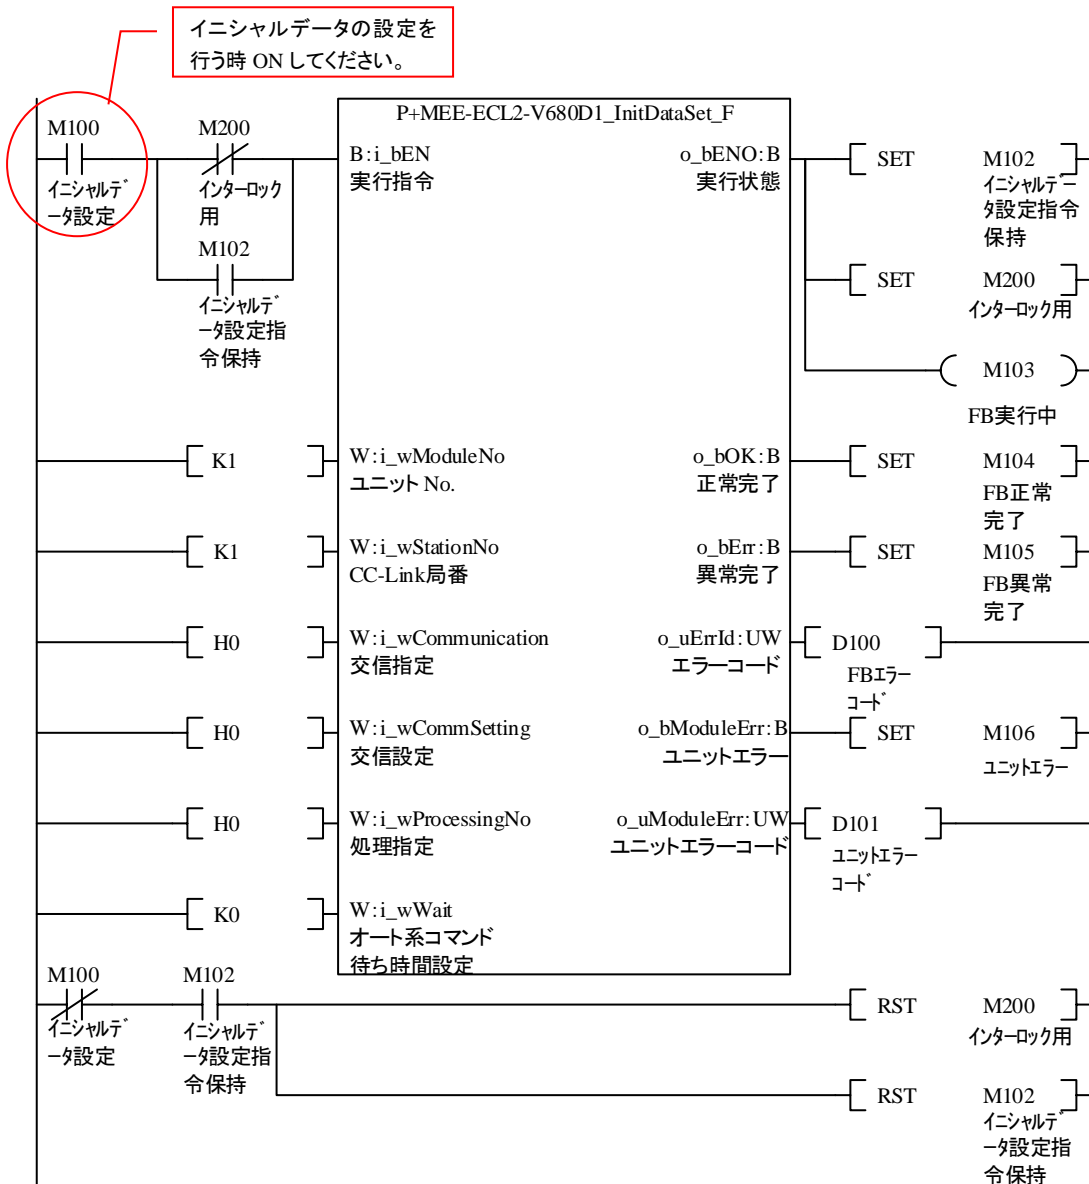 イニシャルデータの設定を
行う時 ON してください。
P+MEE-ECL2-V680D1_InitDataSet_F
M100
イニシャルデ
ータ設定
M200
インターロック
用
M102
イニシャルデ
ータ設定指
令保持
B:i_bEN
実行指令
o_bENO:B
実行状態
SET M102
イニシャルデー
タ設定指令
保持
SET M200
インターロック用
M103
FB実行中
K1
W:i_wModuleNo
ユニット No.
o_bOK:B
正常完了
SET M104
FB正常
完了
K1
W:i_wStationNo
CC-Link局番
o_bErr:B
異常完了
SET M105
FB異常
完了
H0
W:i_wCommunication
交信指定
o_uErrId:UW
エラーコード
D100
FBエラー
コード
H0
W:i_wCommSetting
交信設定
o_bModuleErr:B
ユニットエラー
SET M106
ユニットエラー
H0
W:i_wProcessingNo
処理指定
o_uModuleErr:UW
ユニットエラーコード
D101
ユニットエラー
コード
K0
W:i_wWait
オート系コマンド
待ち時間設定
M100
イニシャルデ
ータ設定
M102
イニシャルデ
ータ設定指
令保持
RST M200
インターロック用
RST M102
イニシャルデ
ータ設定指
令保持